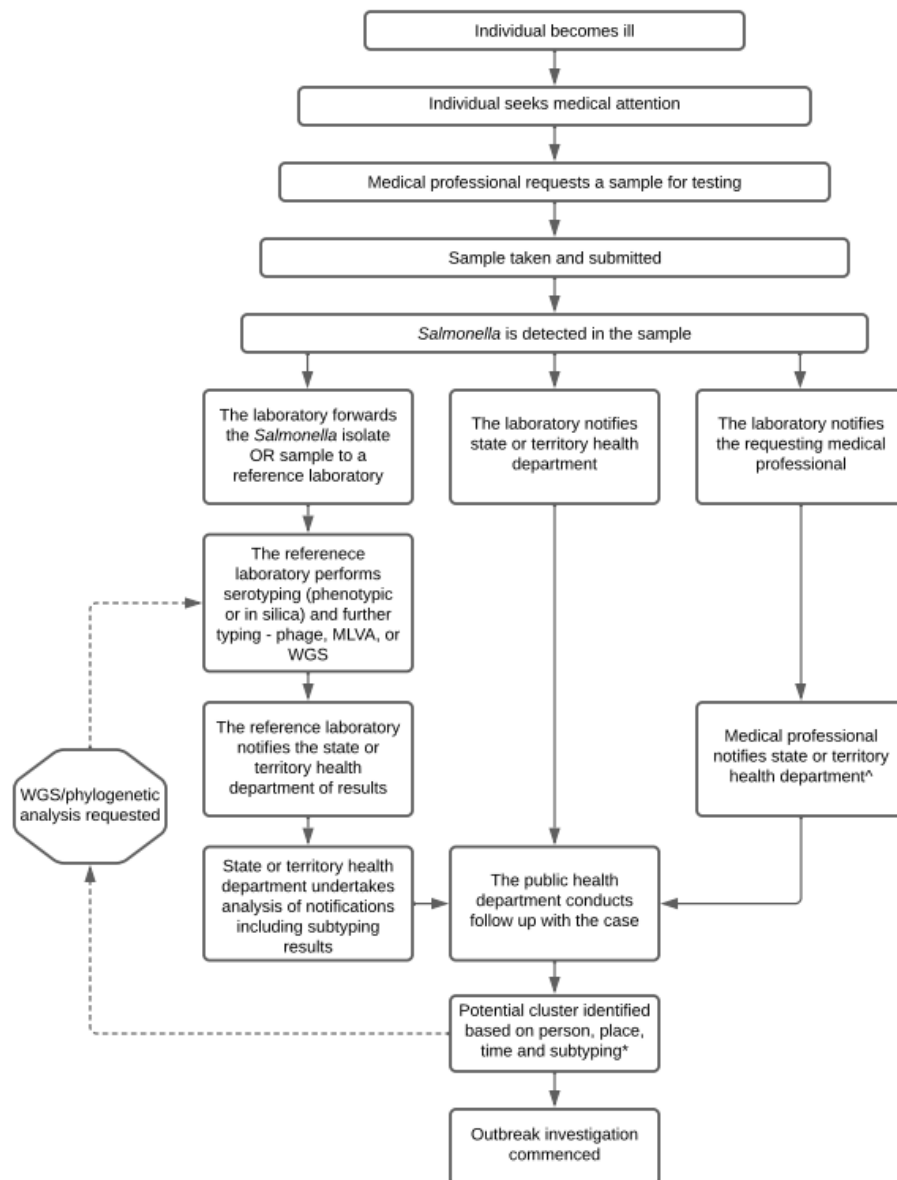 Individual becomes ill
Individual seeks medical attention
Medical professional requests a sample for testing
Sample taken and submitted
Salmonella is detected in the sample
The laboratory forwards
the Salmonella isolate
OR sample to a
reference laboratory
The laboratory notifies
state or territory health
department
The laboratory notifies
the requesting medical
professional
The referenece
laboratory performs
serotyping (phenotypic
or in silica) and further
typing - phage, MLVA, or
WGS
The reference laboratory
notifies the state or
territory health
department of results
Medical professional
notifies state or territory
health department^
WGS/phylogenetic
analysis requested
State or territory health
department undertakes
analysis of notifications
including subtyping
results
The public health
department conducts
follow up with the case
Potential cluster identified
based on person, place,
time and subtyping*
Outbreak investigation
commenced